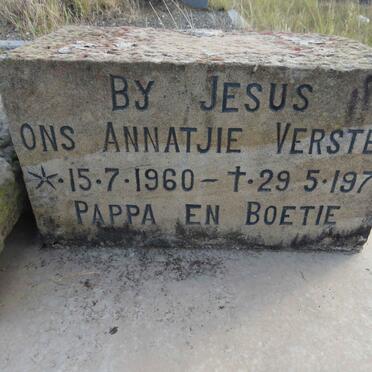 BY JESUS
ONS ANNATJIE VERSTE
★·15·7·1960–†·29 5·197
PAPPA EN BOETIE